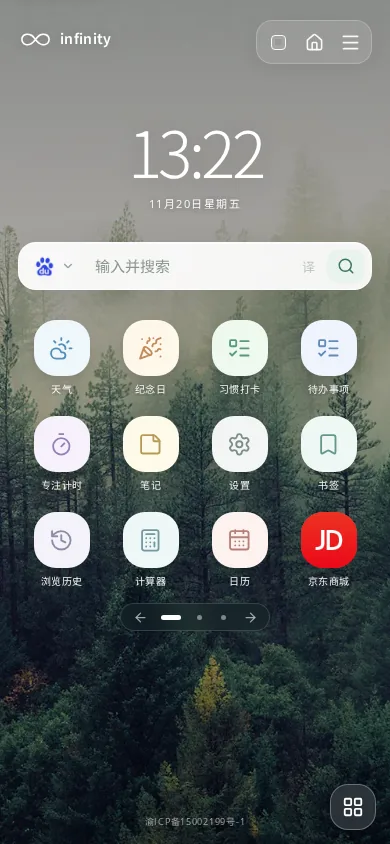 infinity
13:22
11月20日星期五
du
输入并搜索
译
天气
纪念日
习惯打卡
待办事项
专注计时
笔记
设置
书签
浏览历史
计算器
日历
JD
京东商城
渝ICP备15002199号-1